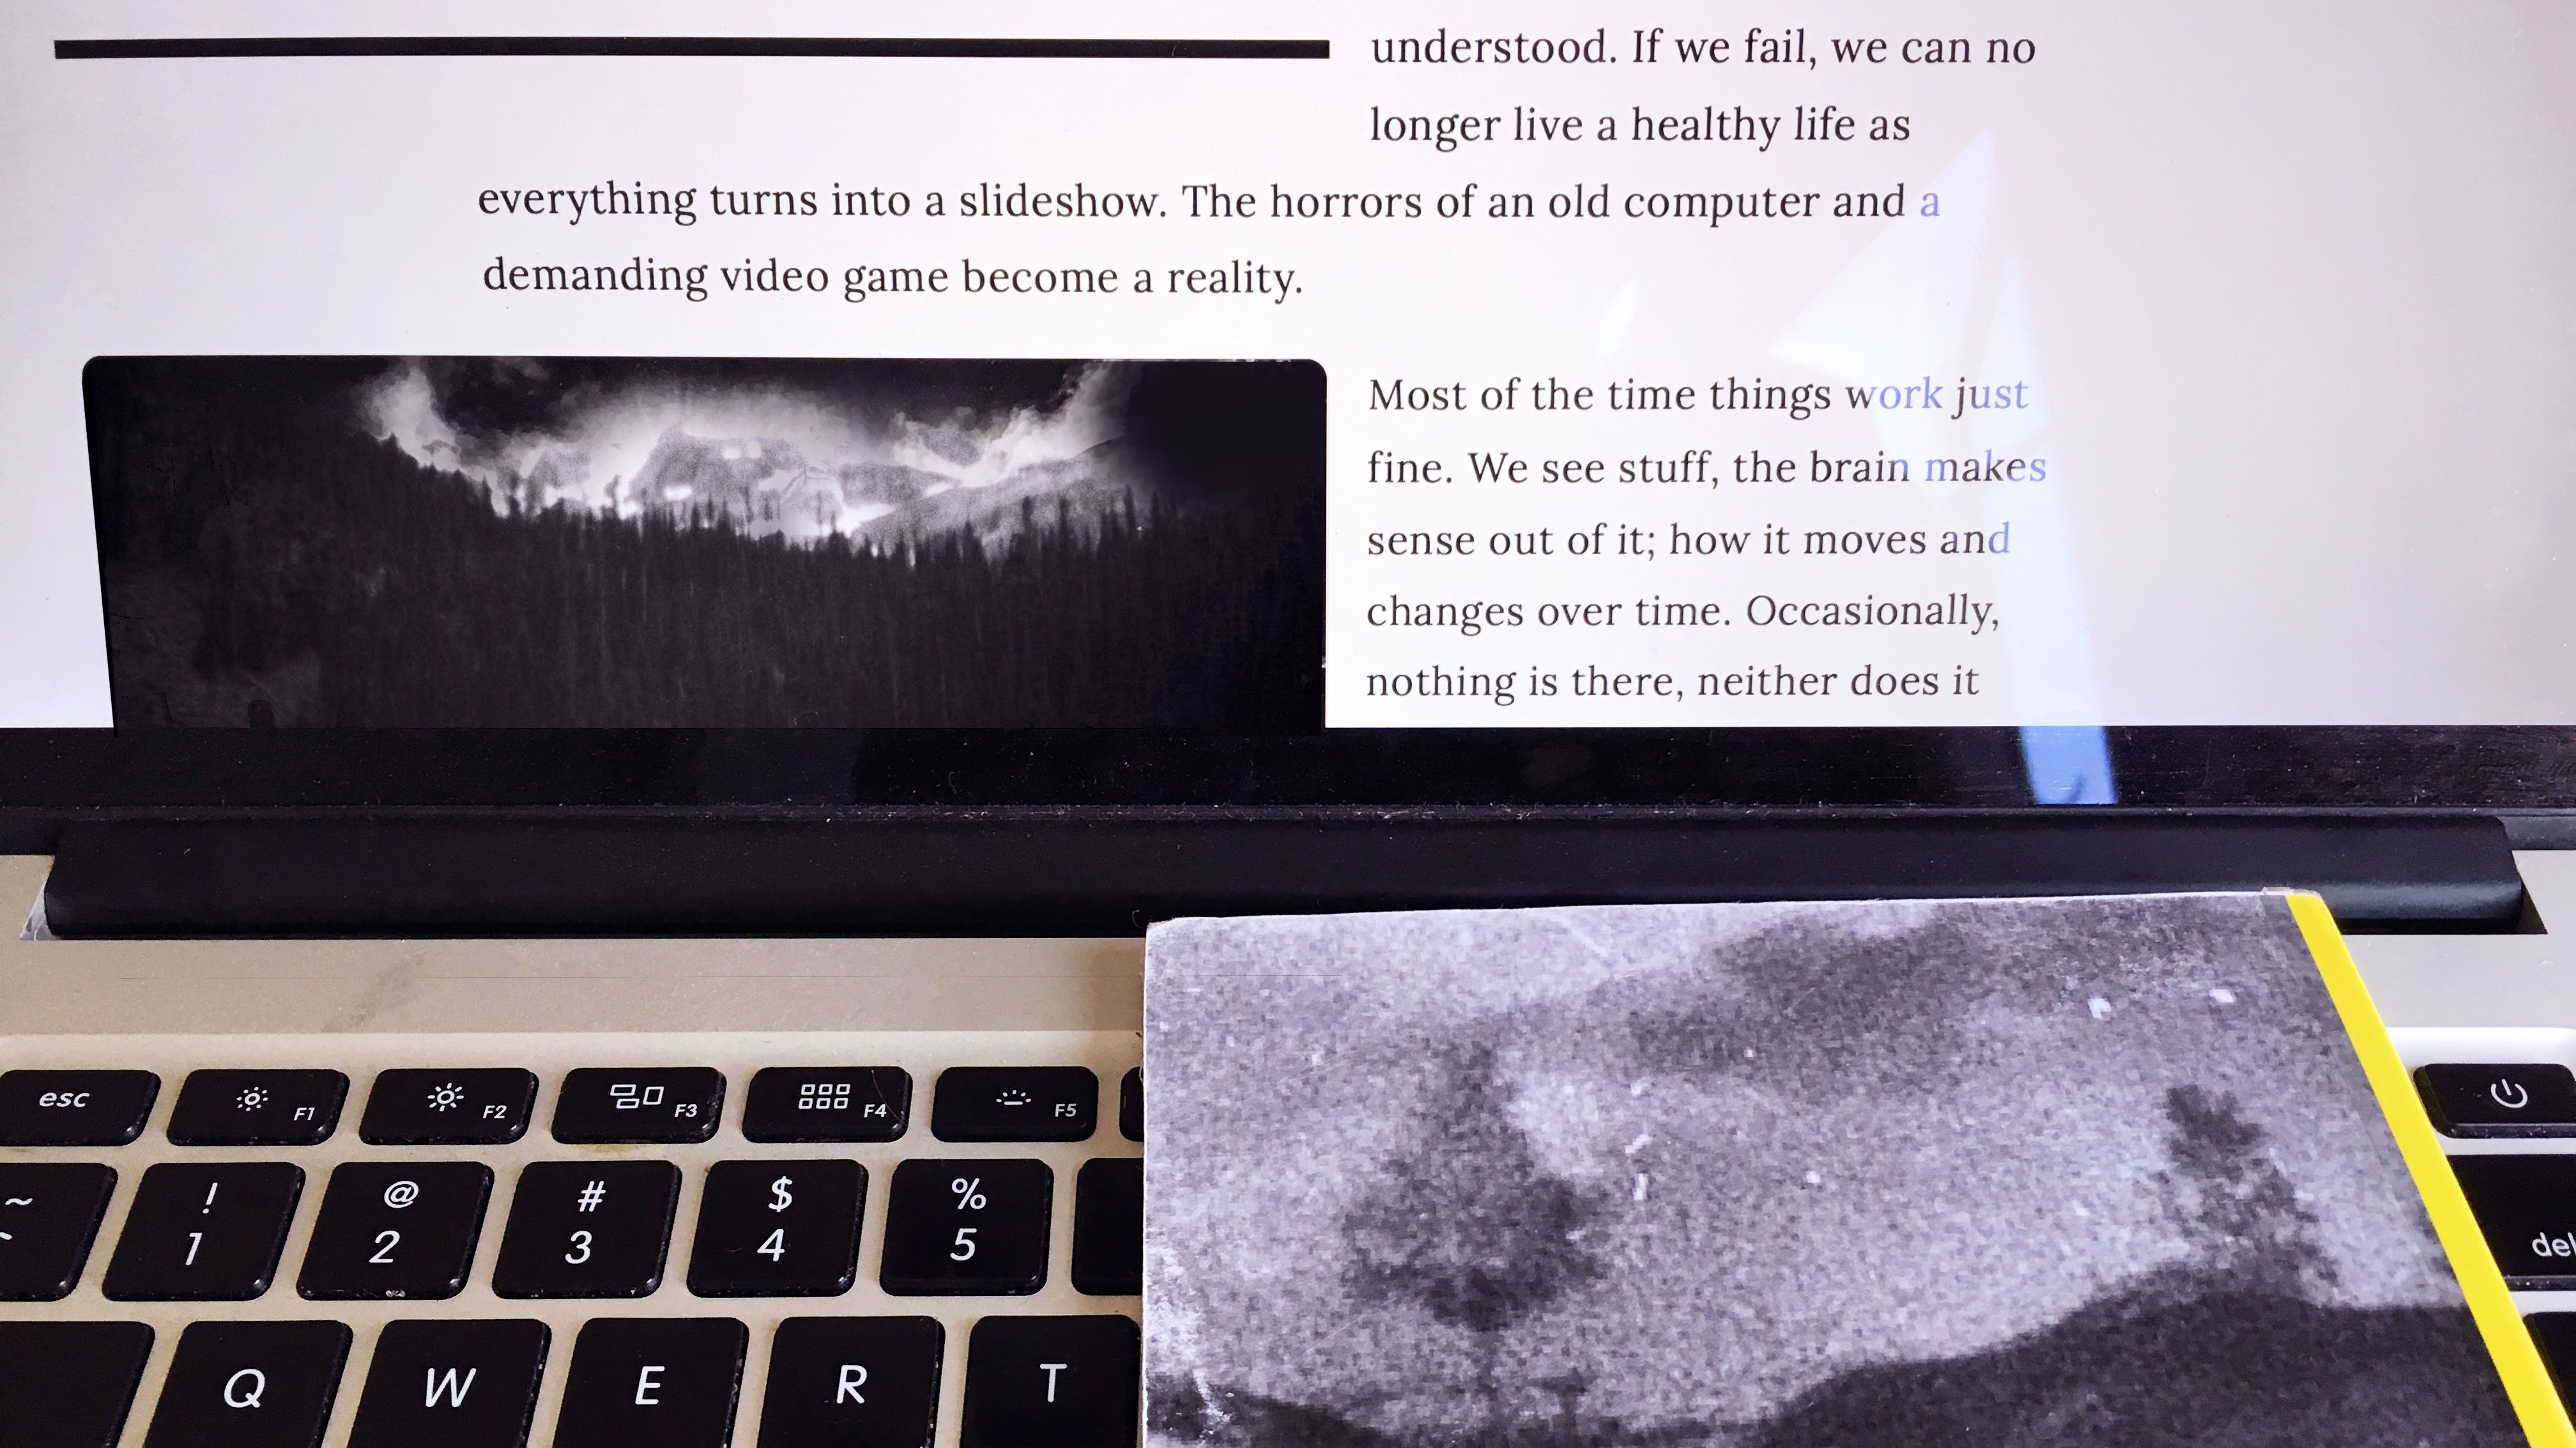 understood. If we fail, we can no
longer live a healthy life as
everything turns into a slideshow. The horrors of an old computer and a
demanding video game become a reality.
Most of the time things work just
fine. We see stuff, the brain makes
sense out of it; how it moves and
changes over time. Occasionally,
nothing is there, neither does it
esc F1 F2 F3 F4 F5
~ ! @ # $ %
1 2 3 4 5 del
Q W E R T